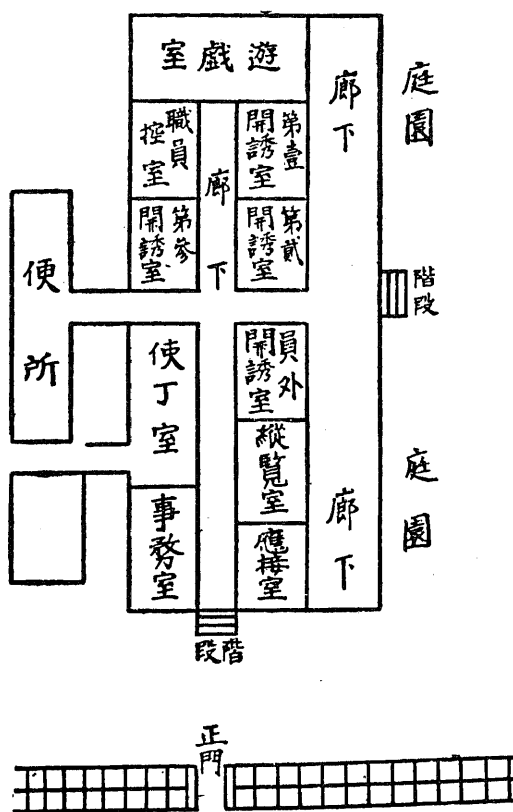 遊戯室
廊下
庭園
第壹
開誘室
職員
控室
廊下
第貳
開誘室
第參
開誘室
便所
階段
員外
開誘室
使丁室
縱覧室
庭園
廊下
應接室
事務室
階段
正門